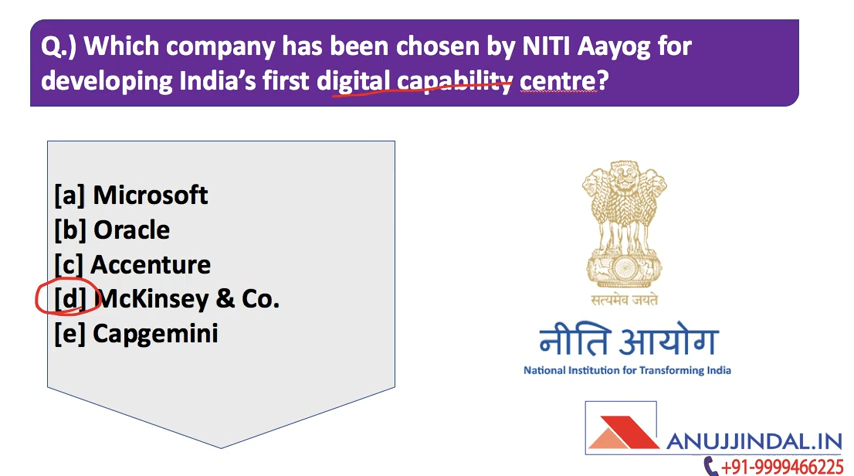 Q.) Which company has been chosen by NITI Aayog for
developing India's first digital capability centre?
[a] Microsoft
[b] Oracle
[c] Accenture
[d] McKinsey & Co.
[e] Capgemini
सत्यमेव जयते
नीति आयोग
National Institution for Transforming India
ANUJJINDAL.IN
+91-9999466225